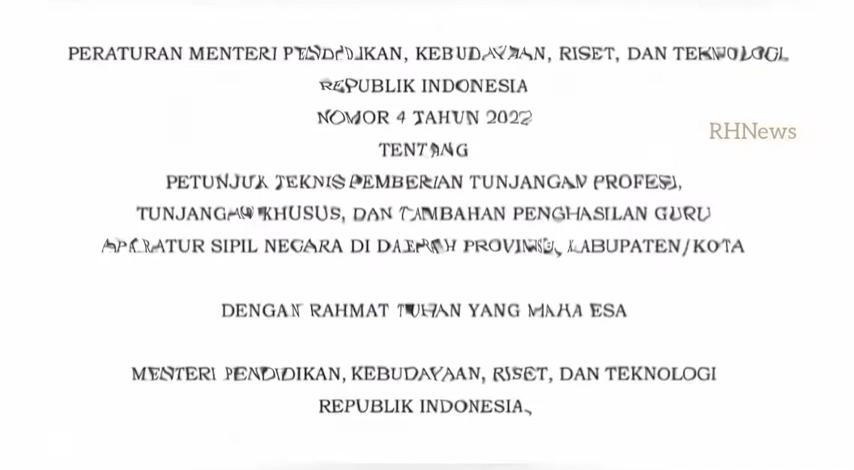 PERATURAN MENTERI PENDIDIKAN, KEBUDAYAAN, RISET, DAN TEKNOLOGI
REPUBLIK INDONESIA
NOMOR 4 TAHUN 2022
RHNews
TENTANG
PETUNJUK TEKNIS PEMBERIAN TUNJANGAN PROFESI,
TUNJANGAN KHUSUS, DAN TAMBAHAN PENGHASILAN GURU
APARATUR SIPIL NEGARA DI DAERAH PROVINSI, KABUPATEN/KOTA
DENGAN RAHMAT TUHAN YANG MAHA ESA
MENTERI PENDIDIKAN, KEBUDAYAAN, RISET, DAN TEKNOLOGI
REPUBLIK INDONESIA,